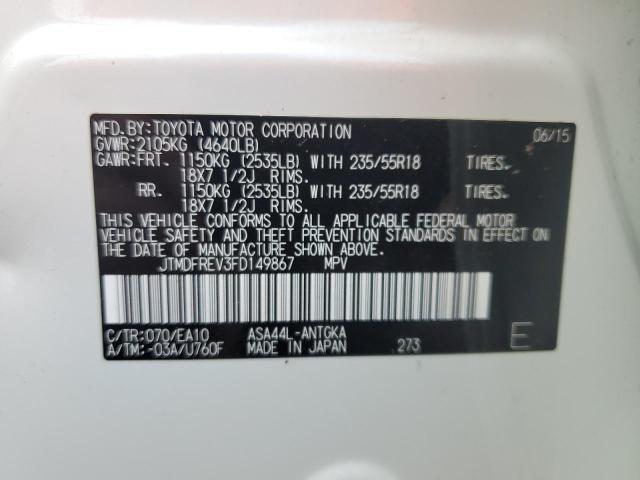 MFD.BY:TOYOTA MOTOR CORPORATION 06/15
GVWR:2105KG (4640LB)
GAWR:FRT. 1150KG (2535LB) WITH 235/55R18 TIRES.
18X7 1/2J RIMS.
RR. 1150KG (2535LB) WITH 235/55R18 TIRES.
18X7 1/2J RIMS.
THIS VEHICLE CONFORMS TO ALL APPLICABLE FEDERAL MOTOR
VEHICLE SAFETY AND THEFT PREVENTION STANDARDS IN EFFECT ON
THE DATE OF MANUFACTURE SHOWN ABOVE.
JTMDFREV3FD149867 MPV
C/TR:070/EA10 ASA44L-ANTGKA
A/TM:-03A/U760F MADE IN JAPAN 273 E